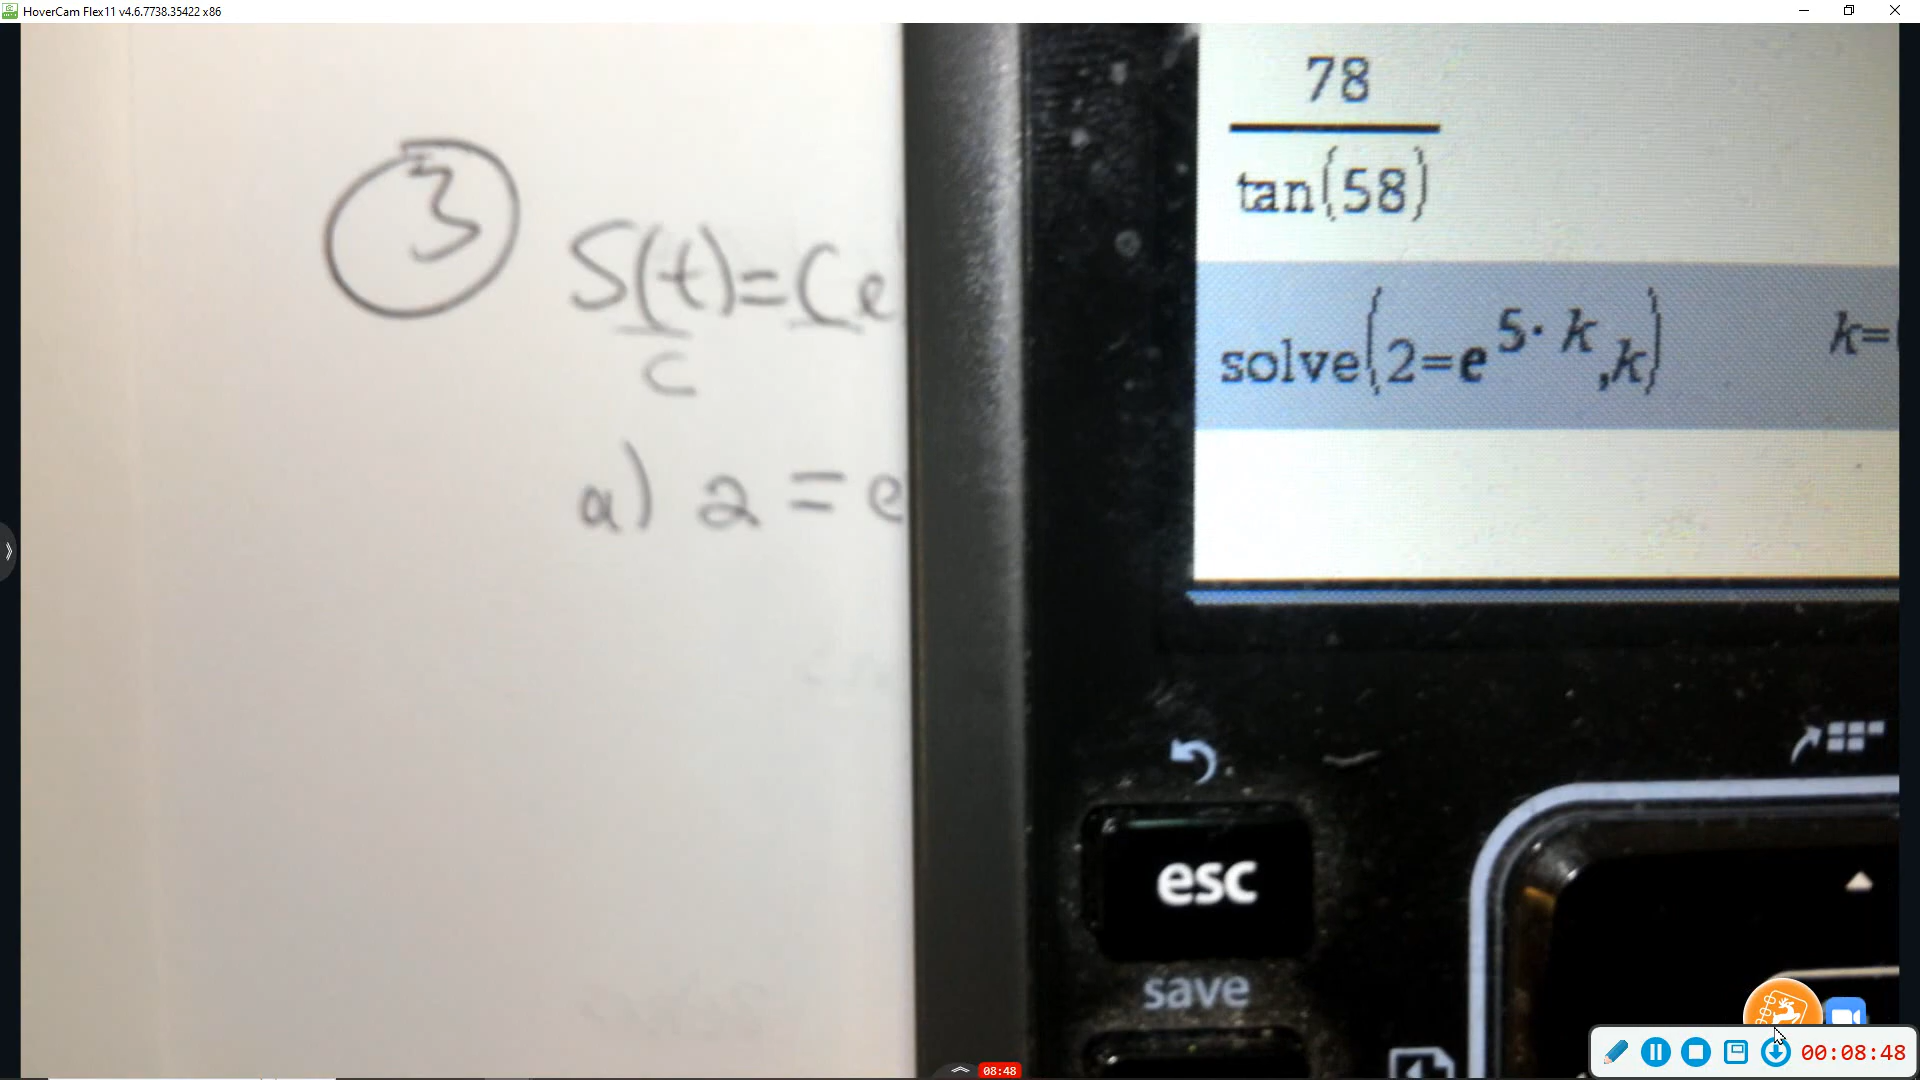 HoverCam Flex11 v4.6.7738.35422 x86
3
S(t)=Ce
C
a) 2 = e
78
tan(58)
solve(2=e^5·k,k) k=
esc
save
08:48
00:08:48